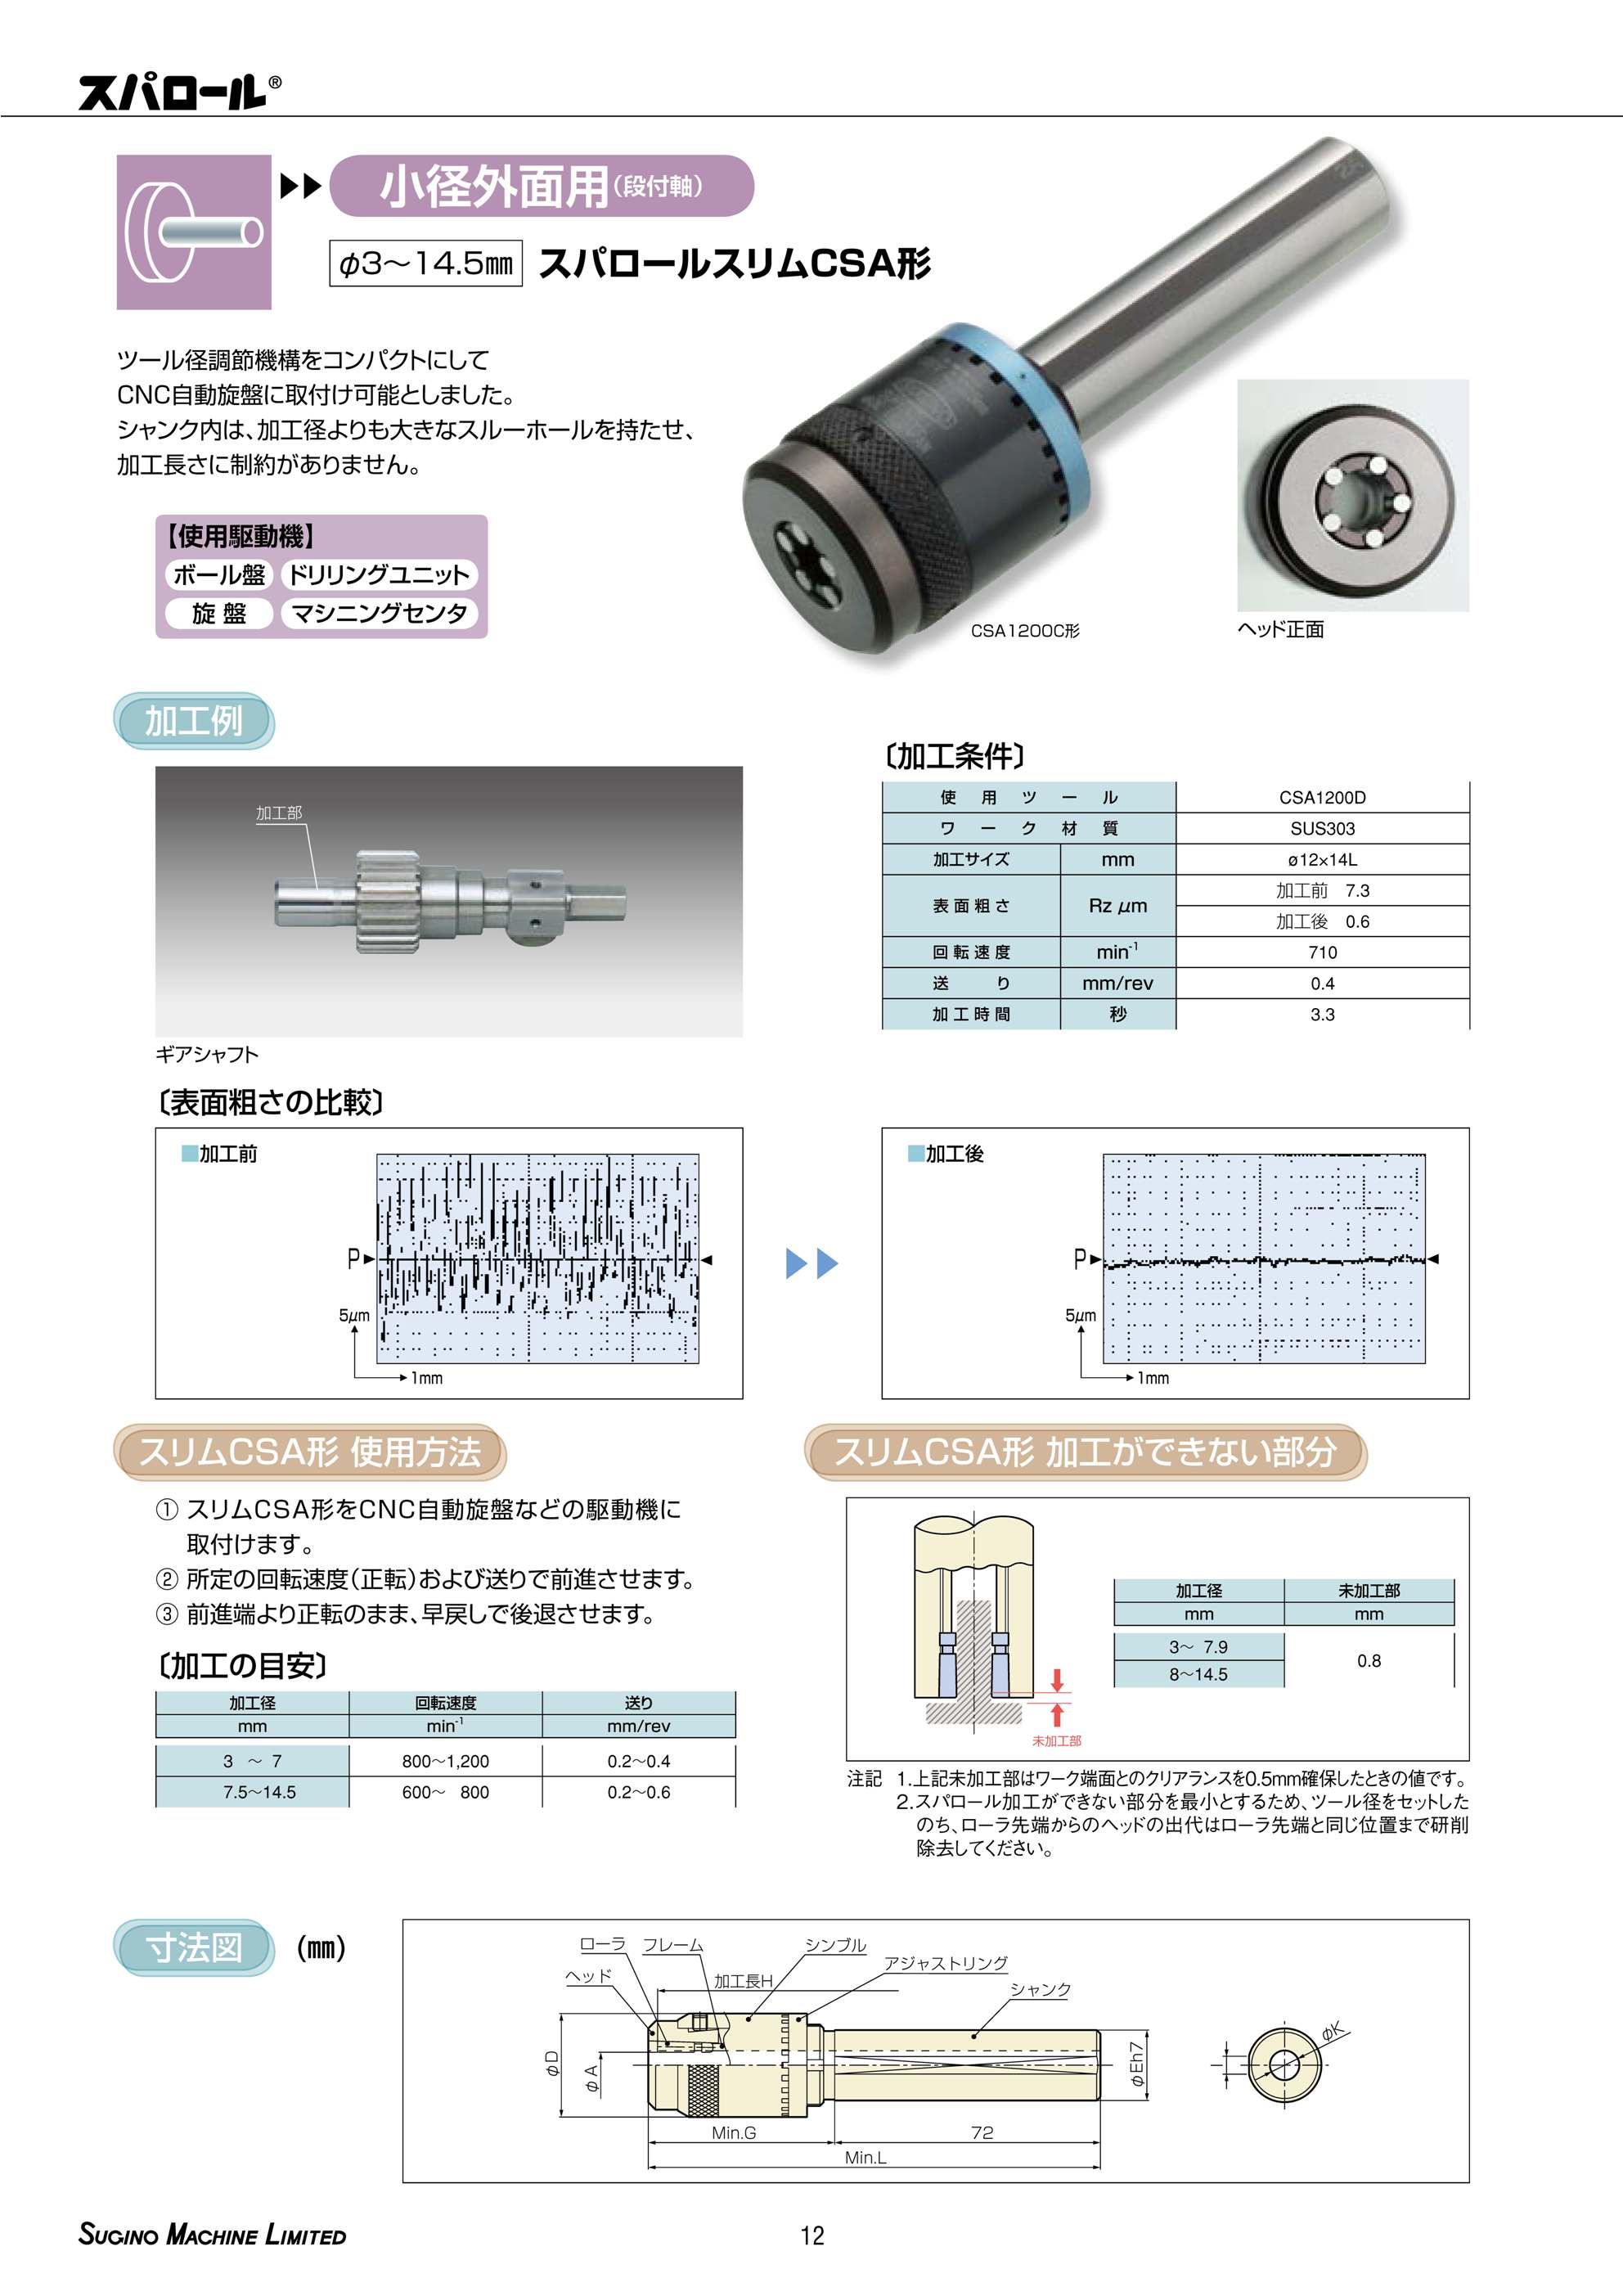 スパロール®
小径外面用(段付軸)
φ3〜14.5㎜ スパロールスリムCSA形
ツール径調節機構をコンパクトにして
CNC自動旋盤に取付け可能としました。
シャンク内は、加工径よりも大きなスルーホールを持たせ、
加工長さに制約がありません。
【使用駆動機】
ボール盤 ドリリングユニット
旋盤 マシニングセンタ
CSA1200C形
ヘッド正面
加工例
加工部
ギアシャフト
〔加工条件〕
使用ツール CSA1200D
ワーク材質 SUS303
加工サイズ mm ø12×14L
表面粗さ Rz μm 加工前 7.3
加工後 0.6
回転速度 min⁻¹ 710
送り mm/rev 0.4
加工時間 秒 3.3
〔表面粗さの比較〕
■加工前
P
5μm
1mm
■加工後
P
5μm
1mm
スリムCSA形 使用方法
① スリムCSA形をCNC自動旋盤などの駆動機に
取付けます。
② 所定の回転速度(正転)および送りで前進させます。
③ 前進端より正転のまま、早戻しで後退させます。
〔加工の目安〕
加工径 回転速度 送り
mm min⁻¹ mm/rev
3 〜 7 800〜1,200 0.2〜0.4
7.5〜14.5 600〜 800 0.2〜0.6
スリムCSA形 加工ができない部分
未加工部
加工径 未加工部
mm mm
3〜 7.9 0.8
8〜14.5
注記 1.上記未加工部はワーク端面とのクリアランスを0.5mm確保したときの値です。
2.スパロール加工ができない部分を最小とするため、ツール径をセットした
のち、ローラ先端からのヘッドの出代はローラ先端と同じ位置まで研削
除去してください。
寸法図 (㎜)
ローラ フレーム シンブル
アジャストリング
ヘッド 加工長H
シャンク
φD
φA
φEh7
φK
Min.G 72
Min.L
SUGINO MACHINE LIMITED
12